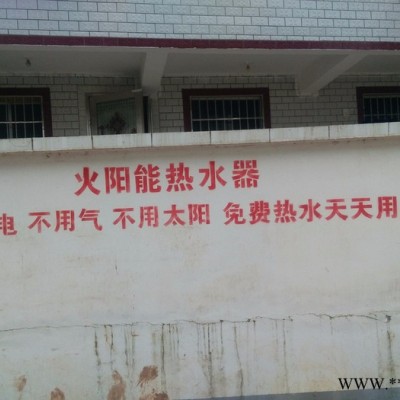 火阳能热水器
电 不用气 不用太阳 免费热水天天用
www.**